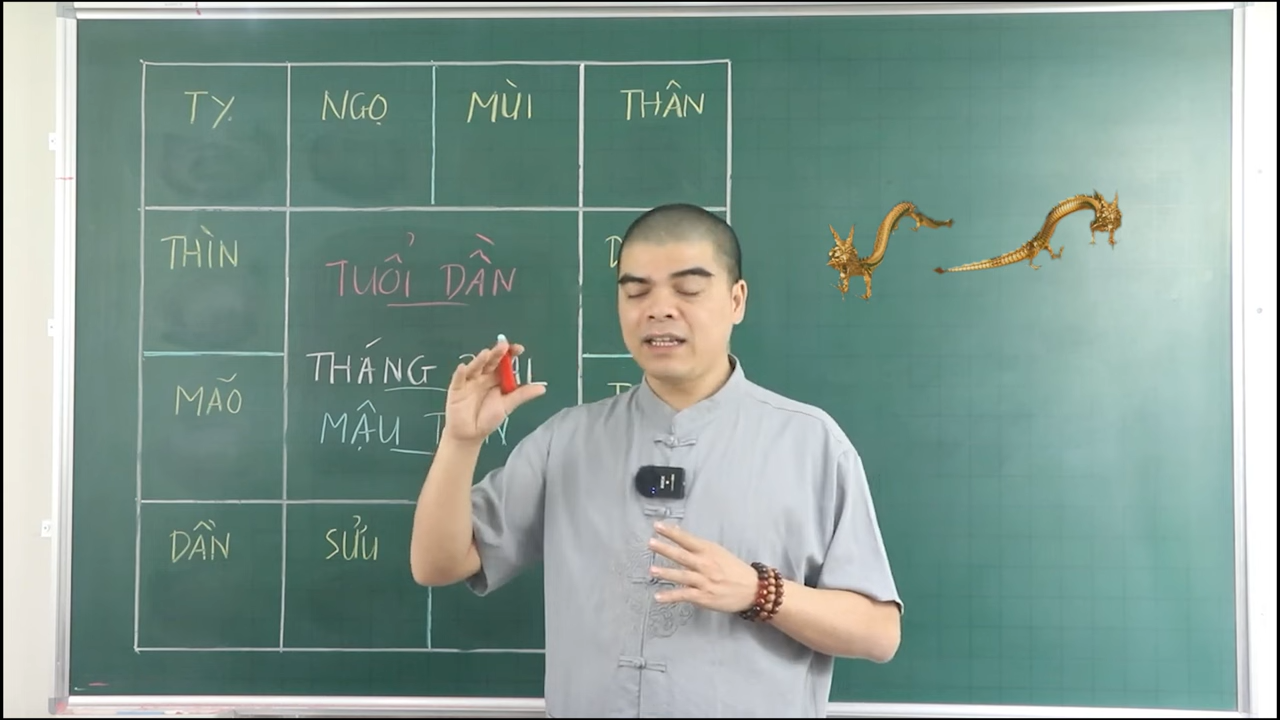 TỴ NGỌ MÙI THÂN
THÌN
TUỔI DẦN
THÁNG
MÃO
MẬU
DẦN SỬU